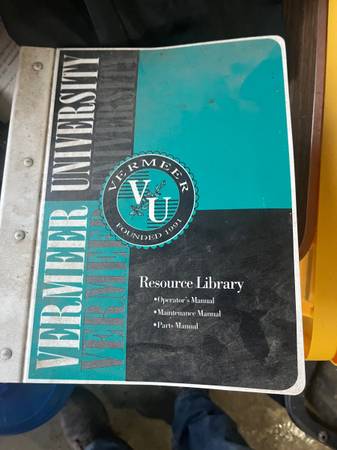 VERMEER UNIVERSITY
VERMEER
VU
FOUNDED 1991
Resource Library
•Operator's Manual
•Maintenance Manual
•Parts Manual